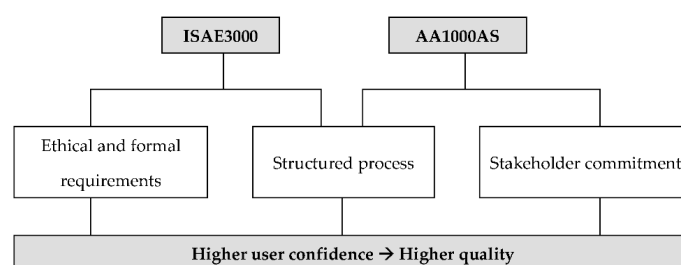 ISAE3000
AA1000AS
Ethical and formal
requirements
Structured process
Stakeholder commitment
Higher user confidence → Higher quality